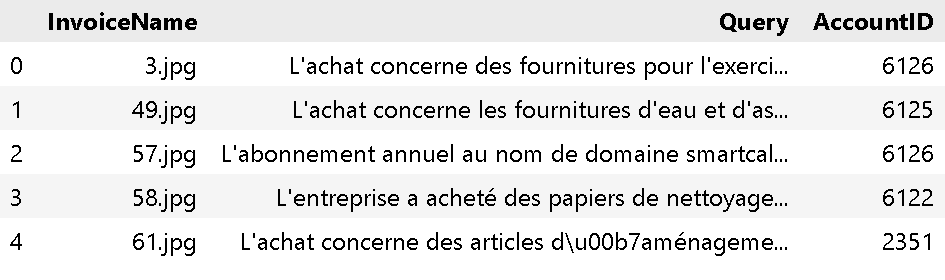 InvoiceName Query AccountID
0 3.jpg L'achat concerne des fournitures pour l'exerci... 6126
1 49.jpg L'achat concerne les fournitures d'eau et d'as... 6125
2 57.jpg L'abonnement annuel au nom de domaine smartcal... 6126
3 58.jpg L'entreprise a acheté des papiers de nettoyage... 6122
4 61.jpg L'achat concerne des articles d\u00b7aménageme... 2351